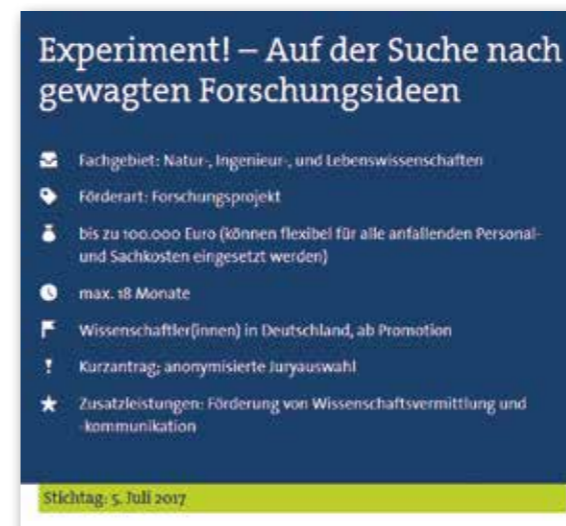 Experiment! – Auf der Suche nach
gewagten Forschungsideen
Fachgebiet: Natur-, Ingenieur-, und Lebenswissenschaften
Förderart: Forschungsprojekt
bis zu 100.000 Euro (können flexibel für alle anfallenden Personal-
und Sachkosten eingesetzt werden)
max. 18 Monate
Wissenschaftler(innen) in Deutschland, ab Promotion
Kurzantrag; anonymisierte Juryauswahl
Zusatzleistungen: Förderung von Wissenschaftsvermittlung und
-kommunikation
Stichtag: 5. Juli 2017